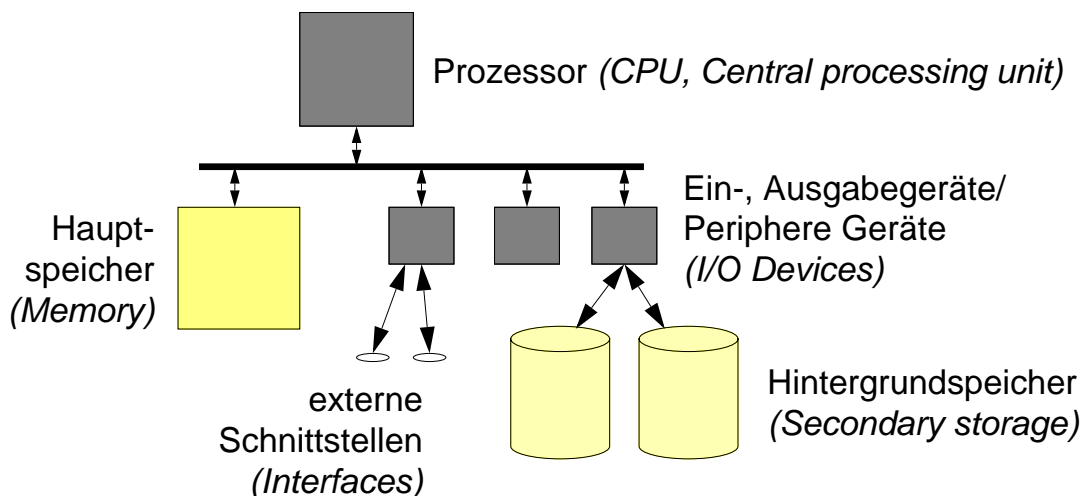 Prozessor (CPU, Central processing unit)
Ein-, Ausgabegeräte/
Periphere Geräte
(I/O Devices)
Haupt-
speicher
(Memory)
externe
Schnittstellen
(Interfaces)
Hintergrundspeicher
(Secondary storage)